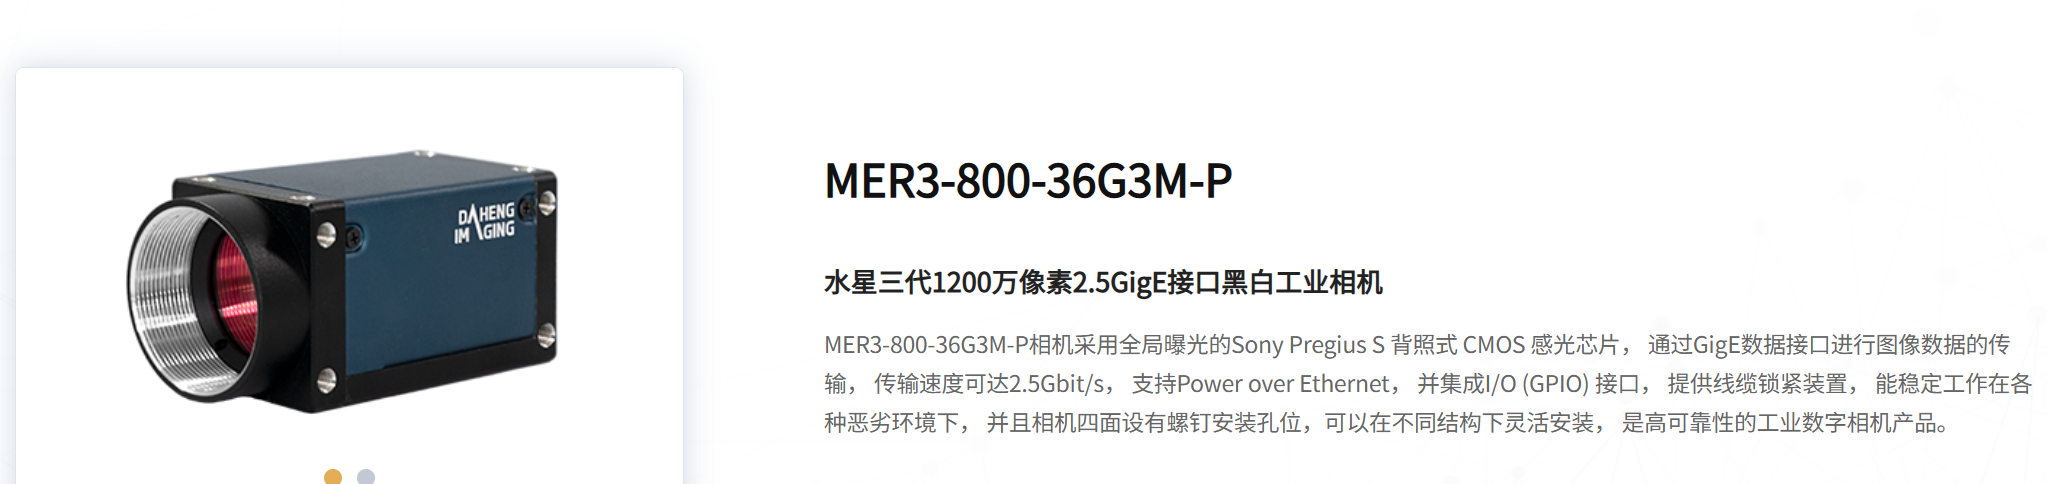 DAHENG
IMAGING
MER3-800-36G3M-P
水星三代1200万像素2.5GigE接口黑白工业相机
MER3-800-36G3M-P相机采用全局曝光的Sony Pregius S 背照式 CMOS 感光芯片， 通过GigE数据接口进行图像数据的传
输， 传输速度可达2.5Gbit/s， 支持Power over Ethernet， 并集成I/O (GPIO) 接口， 提供线缆锁紧装置， 能稳定工作在各
种恶劣环境下， 并且相机四面设有螺钉安装孔位，可以在不同结构下灵活安装， 是高可靠性的工业数字相机产品。